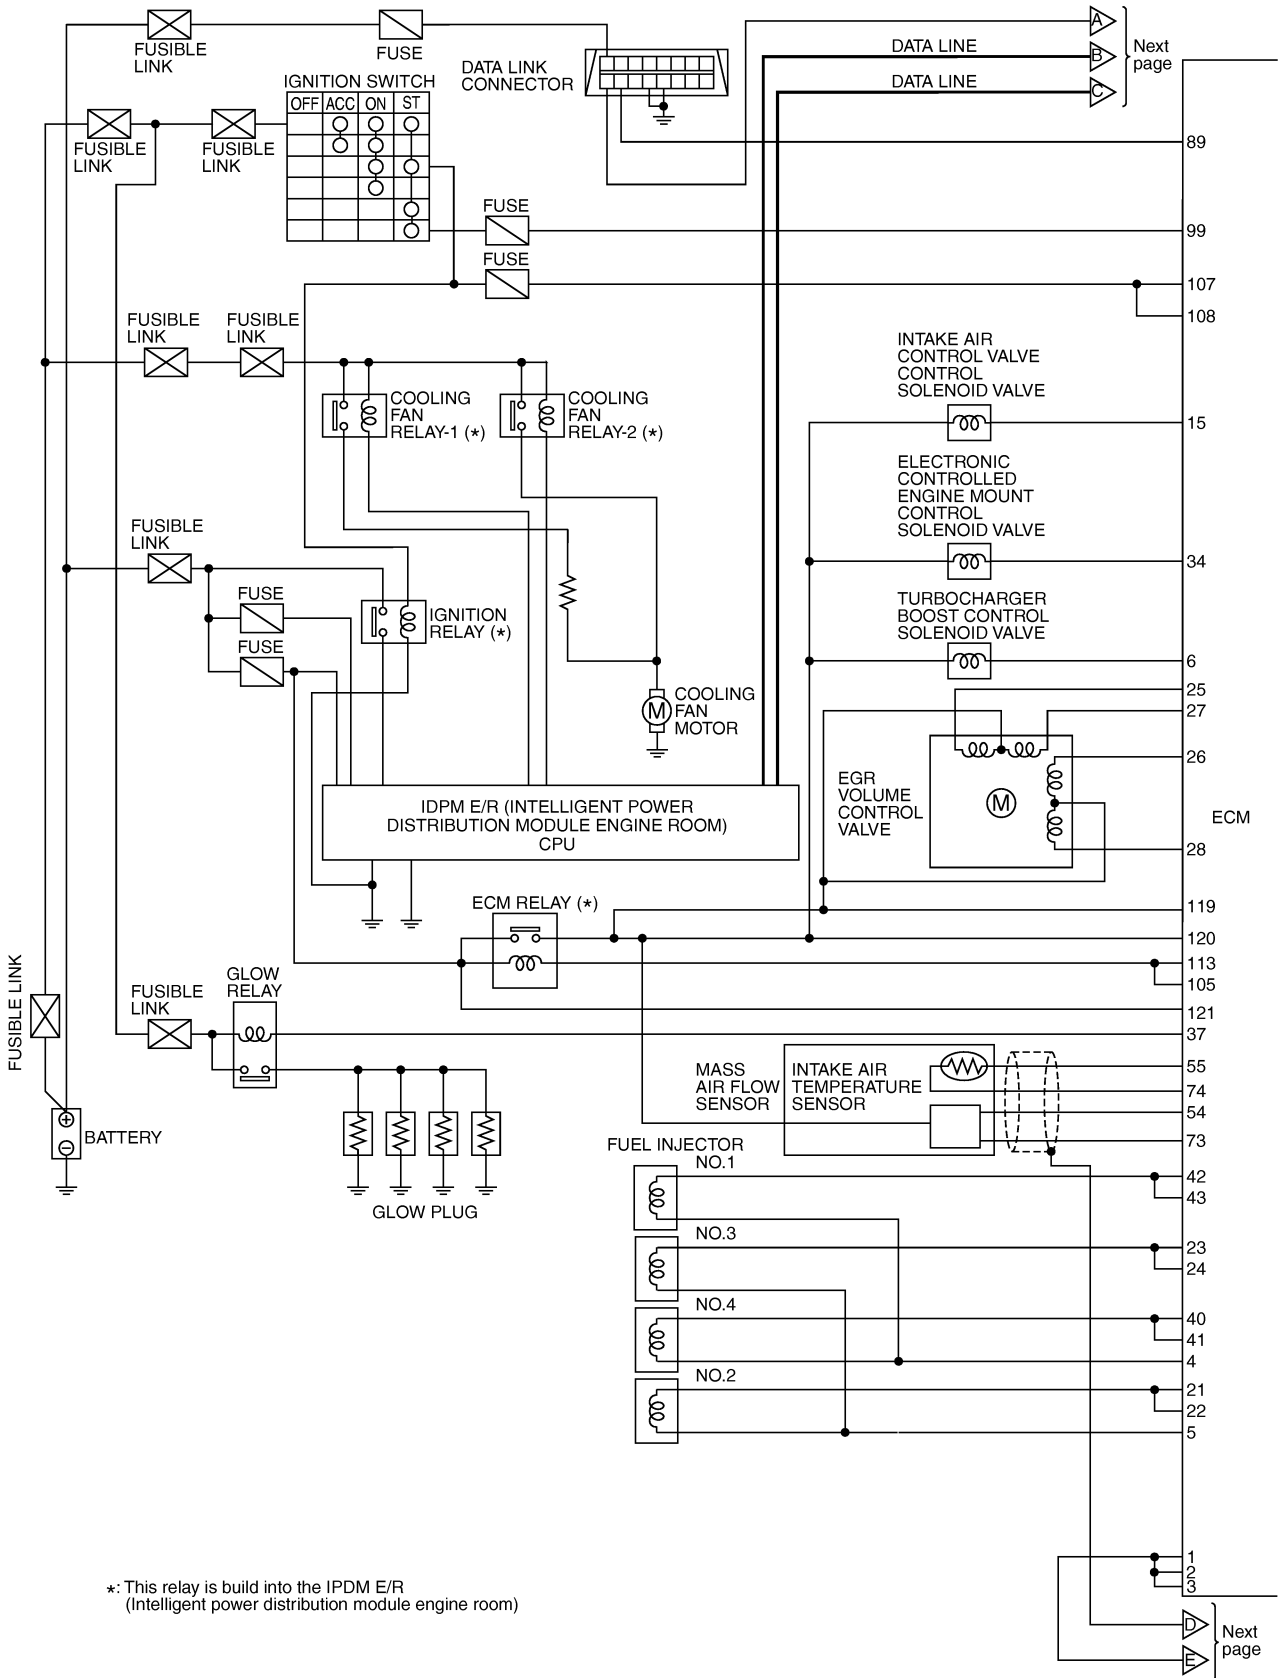 FUSIBLE
LINK
FUSE
DATA LINK
CONNECTOR
A
DATA LINE
B
DATA LINE
C
Next
page
IGNITION SWITCH
OFF ACC ON ST
FUSIBLE
LINK
FUSIBLE
LINK
89
FUSE
99
FUSE
107
108
FUSIBLE
LINK
FUSIBLE
LINK
INTAKE AIR
CONTROL VALVE
CONTROL
SOLENOID VALVE
15
COOLING
FAN
RELAY-1 (*)
COOLING
FAN
RELAY-2 (*)
ELECTRONIC
CONTROLLED
ENGINE MOUNT
CONTROL
SOLENOID VALVE
34
FUSIBLE
LINK
FUSE
FUSE
IGNITION
RELAY (*)
TURBOCHARGER
BOOST CONTROL
SOLENOID VALVE
6
25
27
M
COOLING
FAN
MOTOR
26
EGR
VOLUME
CONTROL
VALVE
M
28
ECM
IDPM E/R (INTELLIGENT POWER
DISTRIBUTION MODULE ENGINE ROOM)
CPU
ECM RELAY (*)
119
120
113
105
121
37
FUSIBLE LINK
FUSIBLE
LINK
GLOW
RELAY
MASS
AIR FLOW
SENSOR
INTAKE AIR
TEMPERATURE
SENSOR
55
74
54
73
BATTERY
GLOW PLUG
FUEL INJECTOR
NO.1
42
43
NO.3
23
24
NO.4
40
41
4
NO.2
21
22
5
1
2
3
*: This relay is build into the IPDM E/R
(Intelligent power distribution module engine room)
D
E
Next
page